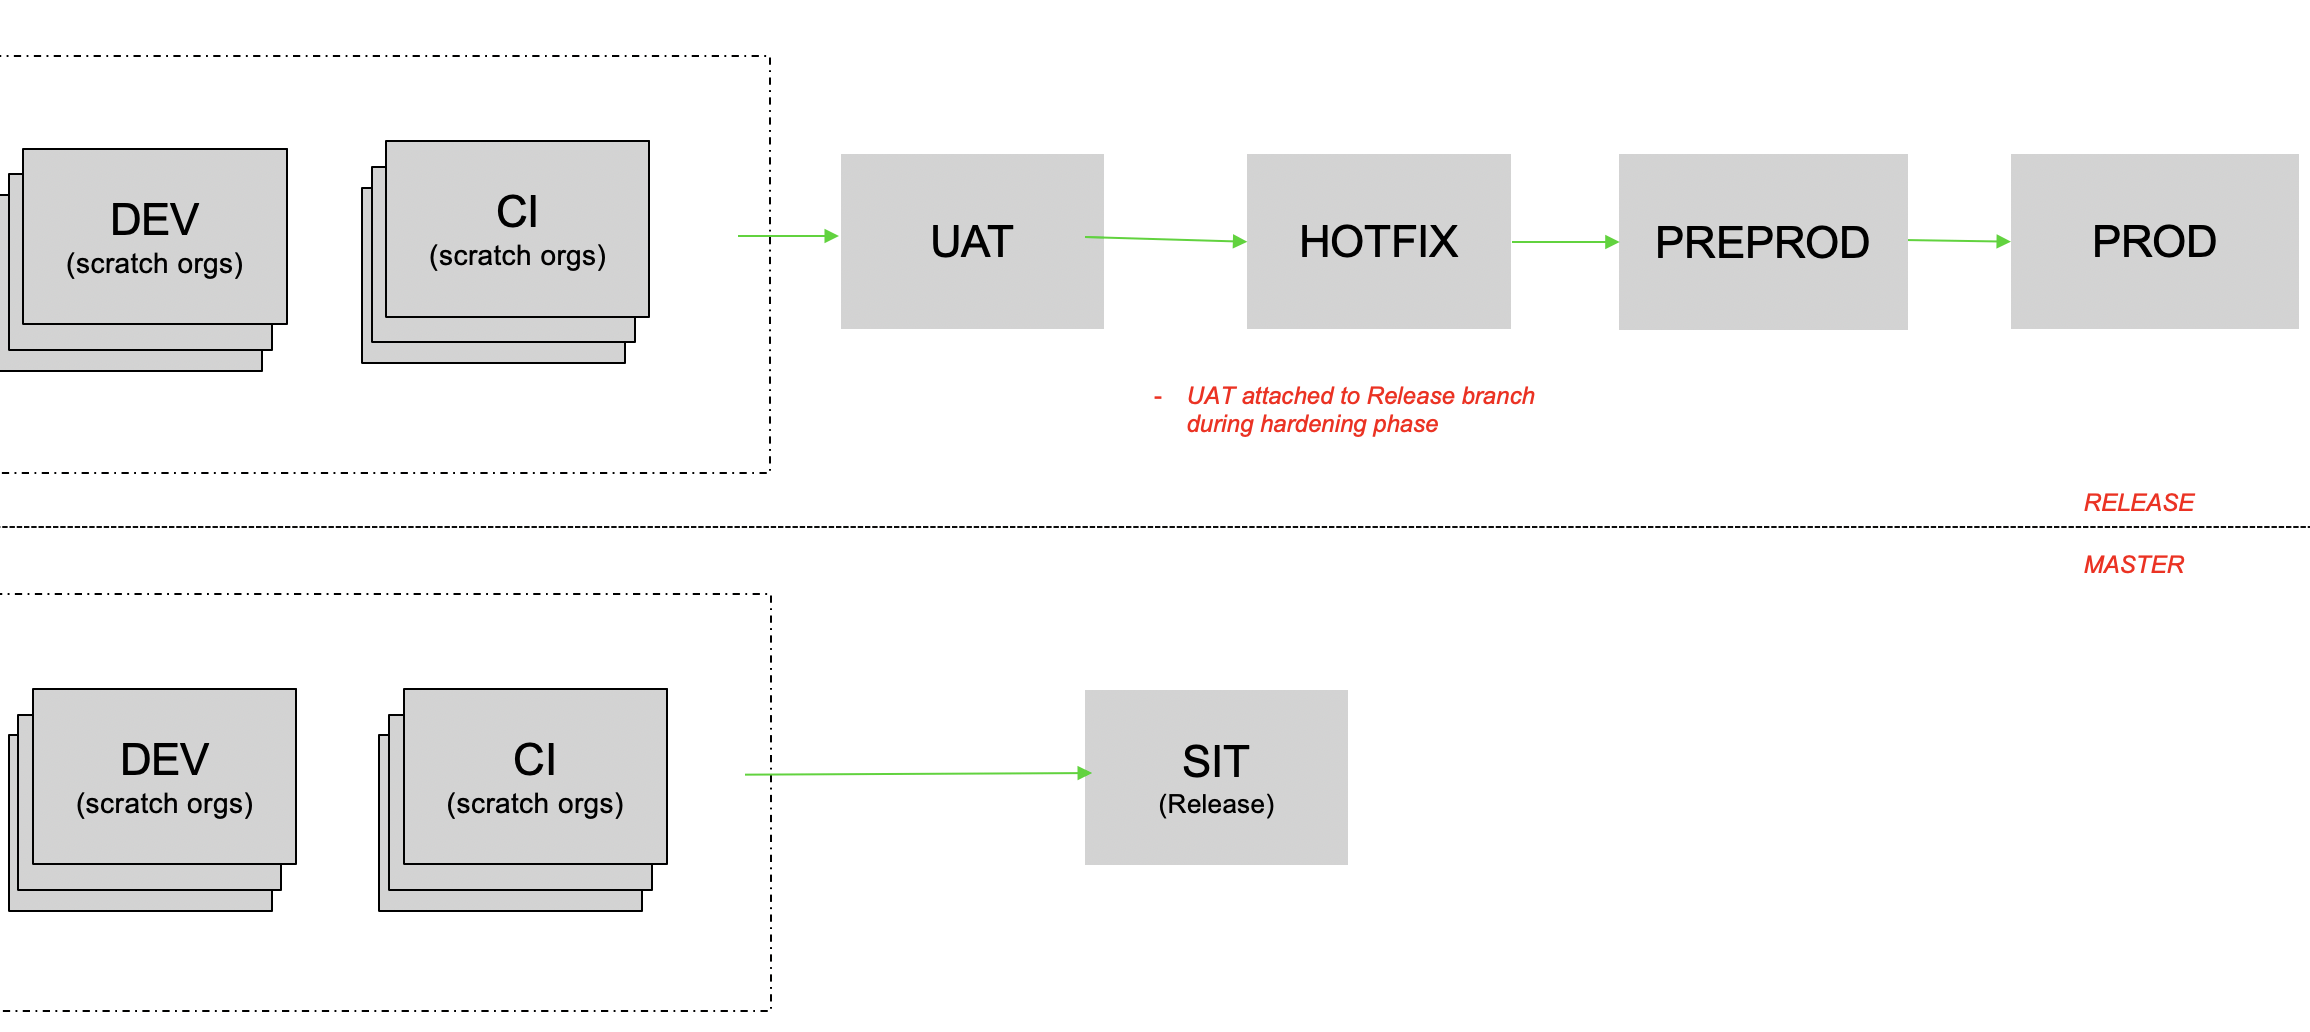 DEV
(scratch orgs)
CI
(scratch orgs)
UAT
HOTFIX
PREPROD
PROD
- UAT attached to Release branch
during hardening phase
RELEASE
MASTER
DEV
(scratch orgs)
CI
(scratch orgs)
SIT
(Release)